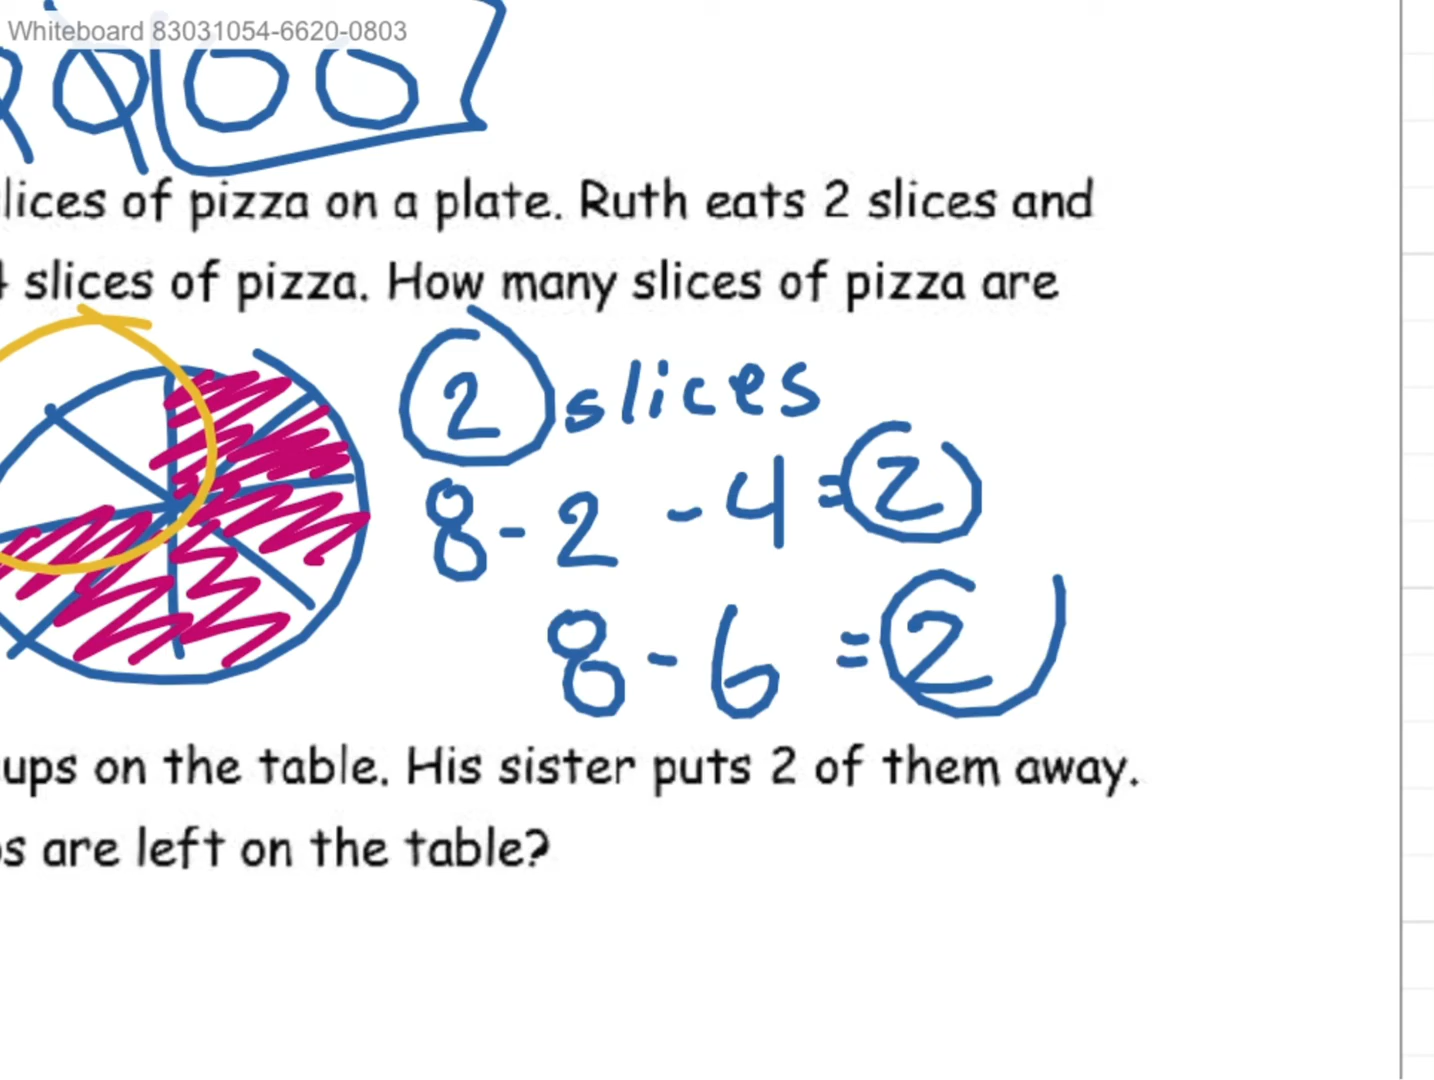 Whiteboard 83031054-6620-0803
lices of pizza on a plate. Ruth eats 2 slices and
slices of pizza. How many slices of pizza are
2 slices
8 - 2 - 4 = 2
8 - 6 = 2
ups on the table. His sister puts 2 of them away.
s are left on the table?